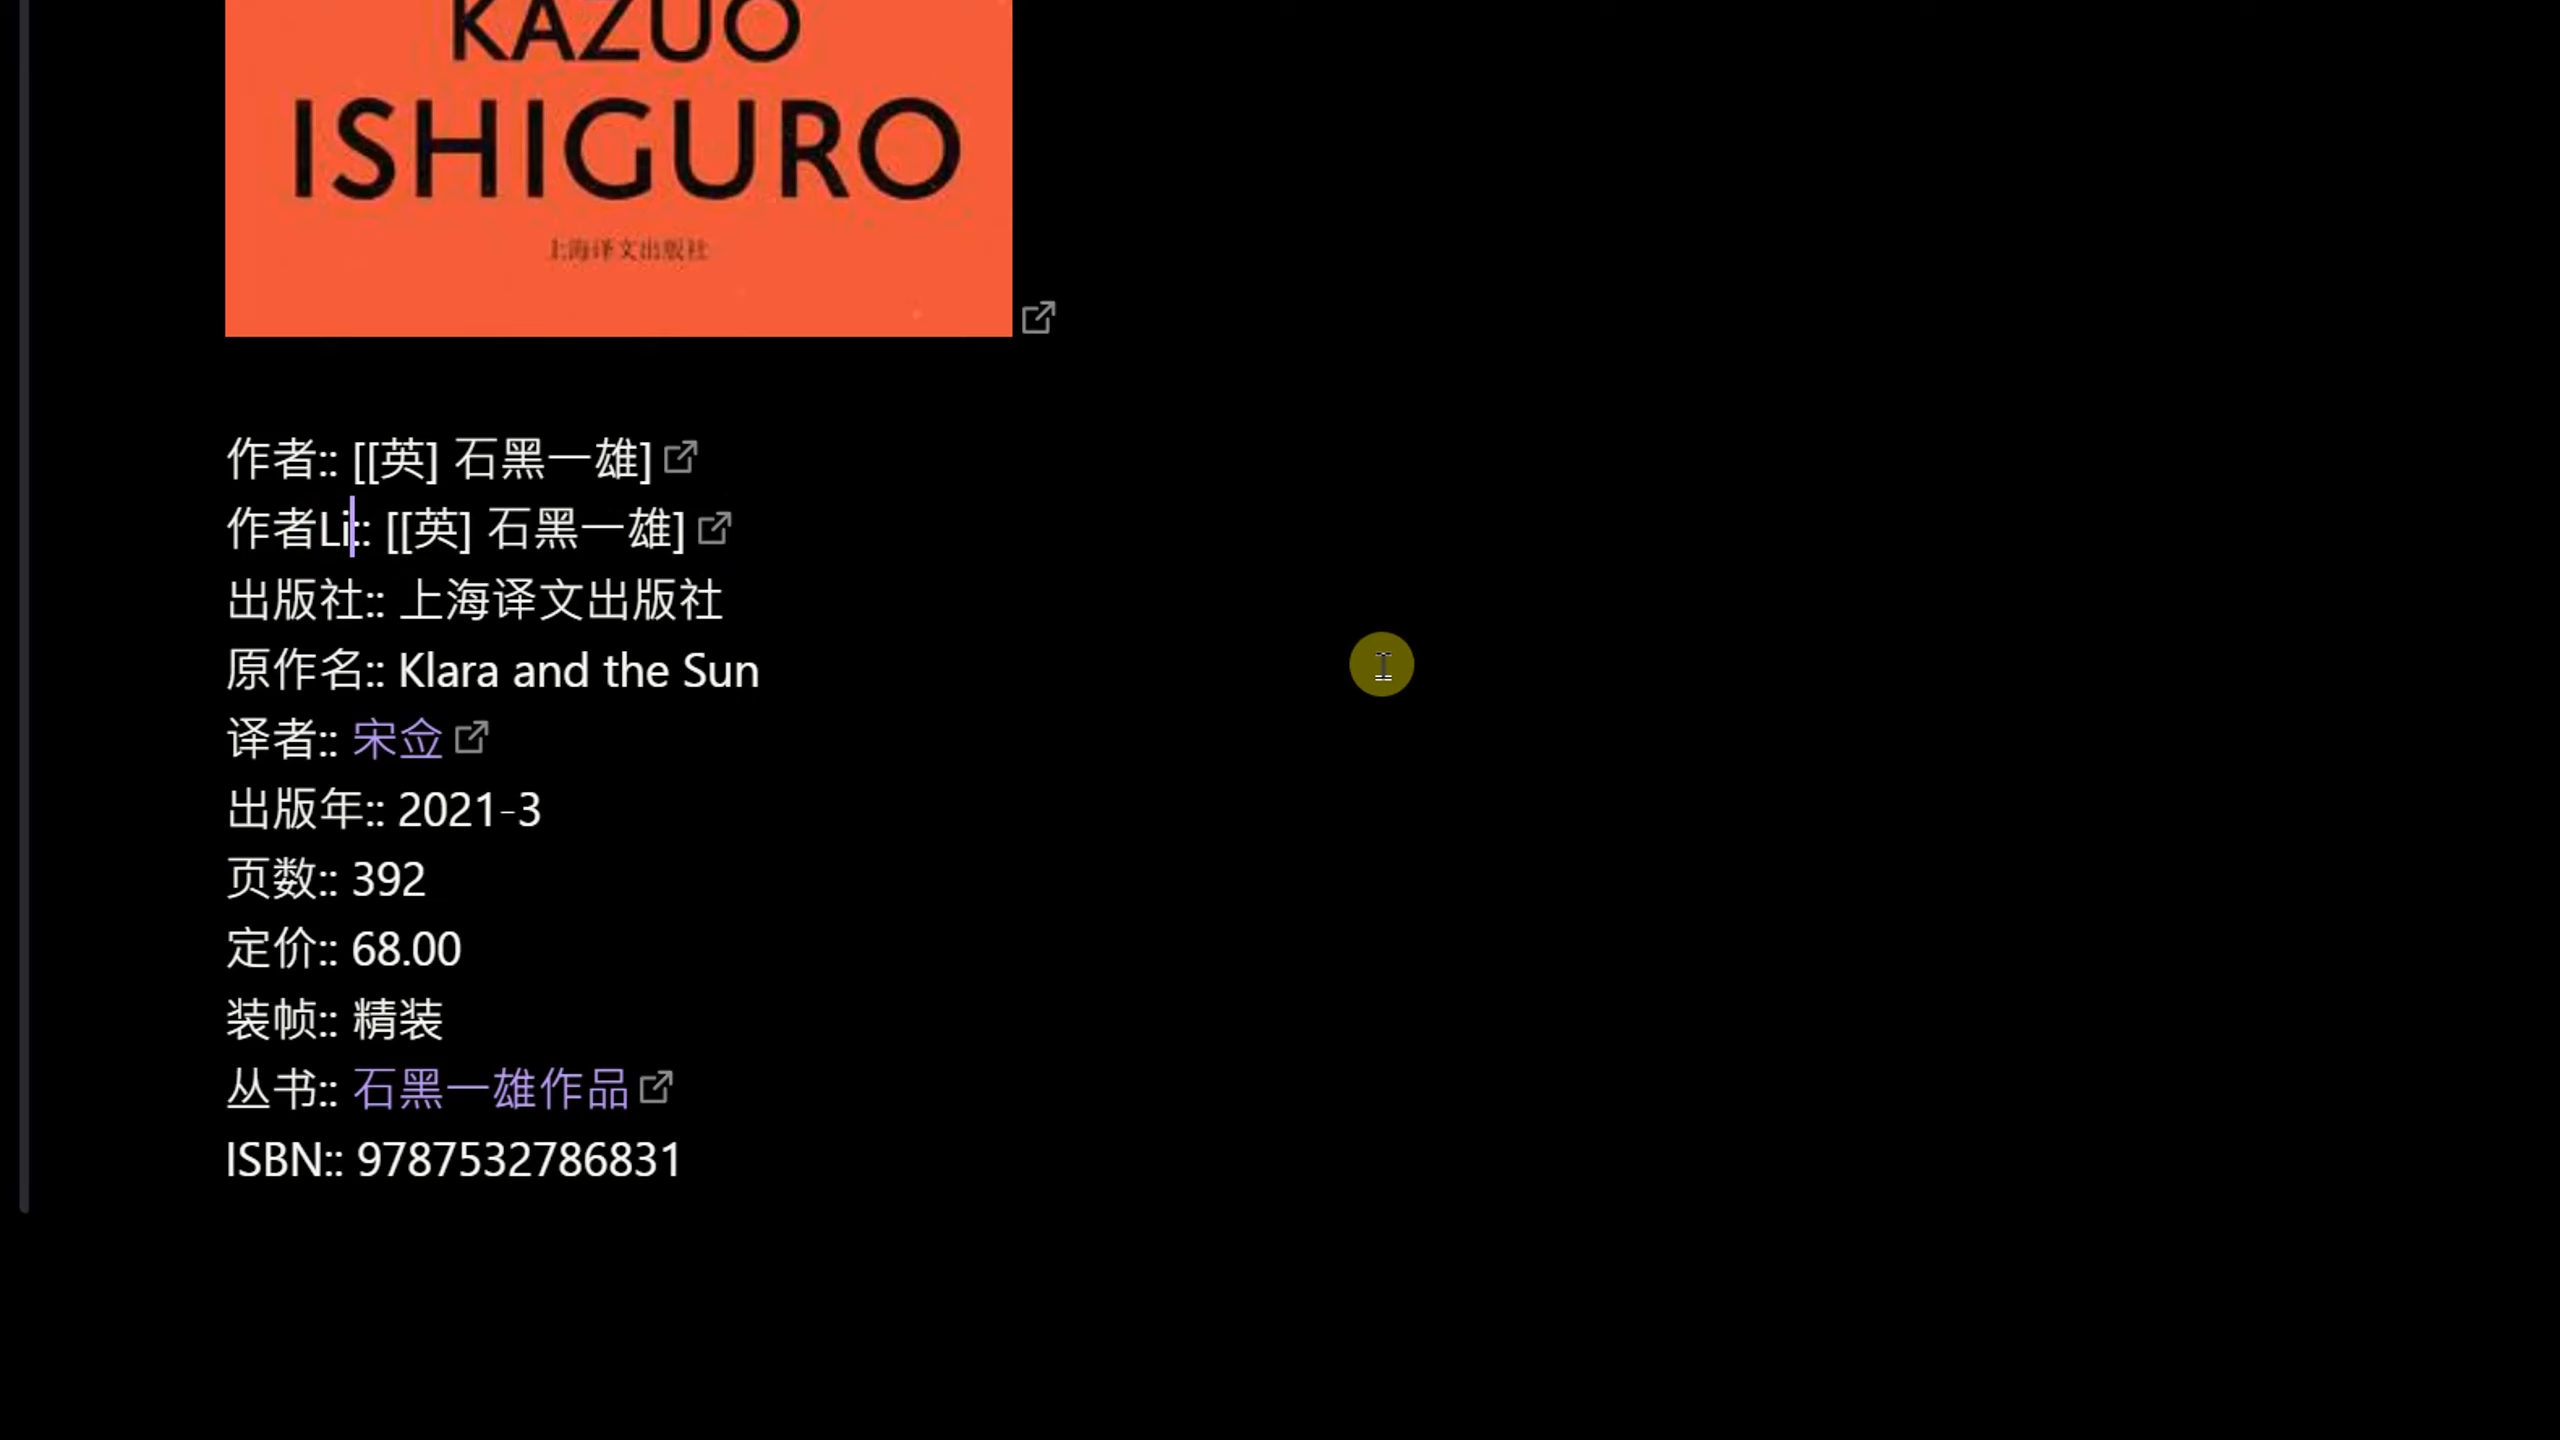 KAZUO
ISHIGURO
上海译文出版社
作者:: [[英] 石黑一雄]
作者Li:: [[英] 石黑一雄]
出版社:: 上海译文出版社
原作名:: Klara and the Sun
译者:: 宋佥
出版年:: 2021-3
页数:: 392
定价:: 68.00
装帧:: 精装
丛书:: 石黑一雄作品
ISBN:: 9787532786831